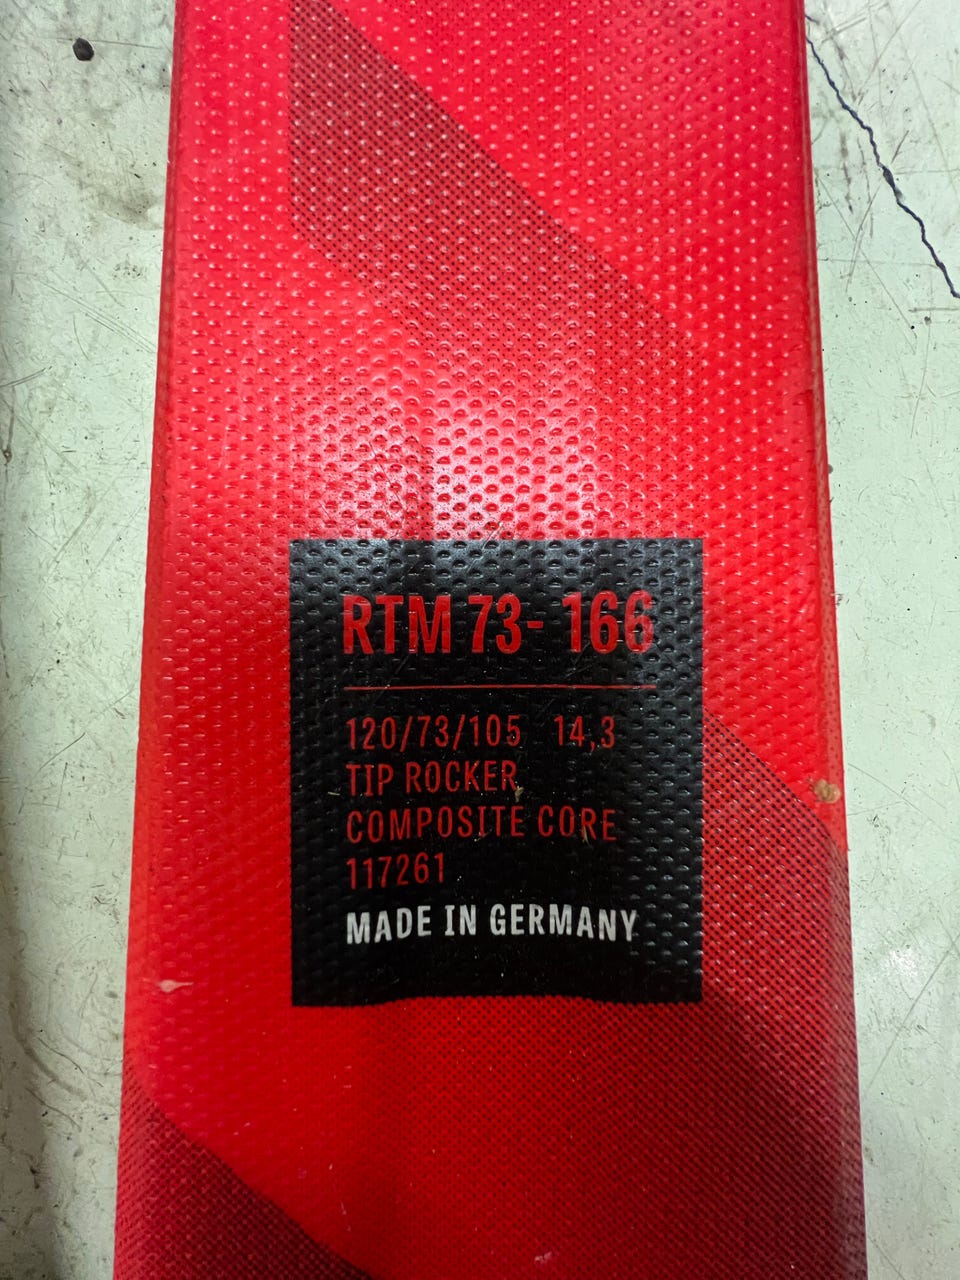 RTM 73- 166
120/73/105 14,3
TIP ROCKER
COMPOSITE CORE
117261
MADE IN GERMANY